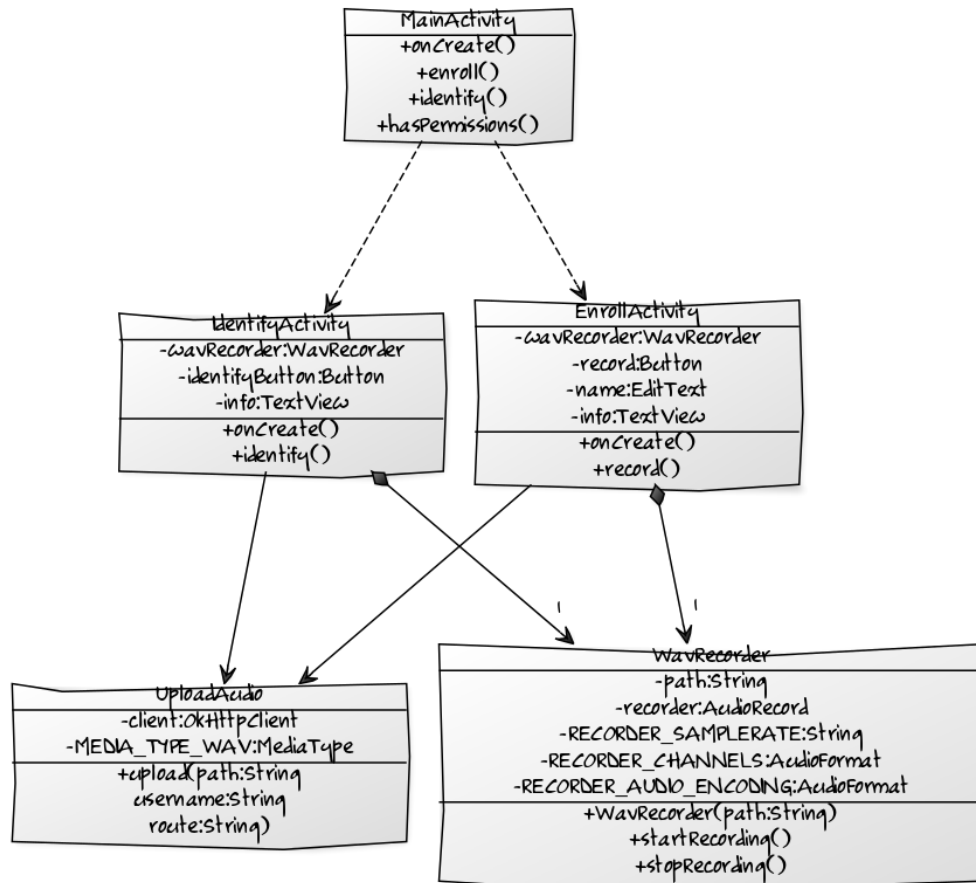 MainActivity
+onCreate()
+enroll()
+identify()
+hasPermissions()
IdentifyActivity
-wavRecorder:WavRecorder
-identifyButton:Button
-info:TextView
+onCreate()
+identify()
EnrollActivity
-wavRecorder:WavRecorder
-record:Button
-name:EditText
-info:TextView
+onCreate()
+record()
1
1
UploadAudio
-client:OkHttpClient
-MEDIA_TYPE_WAV:MediaType
+upload(path:String
username:String
route:String)
WavRecorder
-path:String
-recorder:AudioRecord
-RECORDER_SAMPLERATE:String
-RECORDER_CHANNELS:AudioFormat
-RECORDER_AUDIO_ENCODING:AudioFormat
+WavRecorder(path:String)
+startRecording()
+stopRecording()